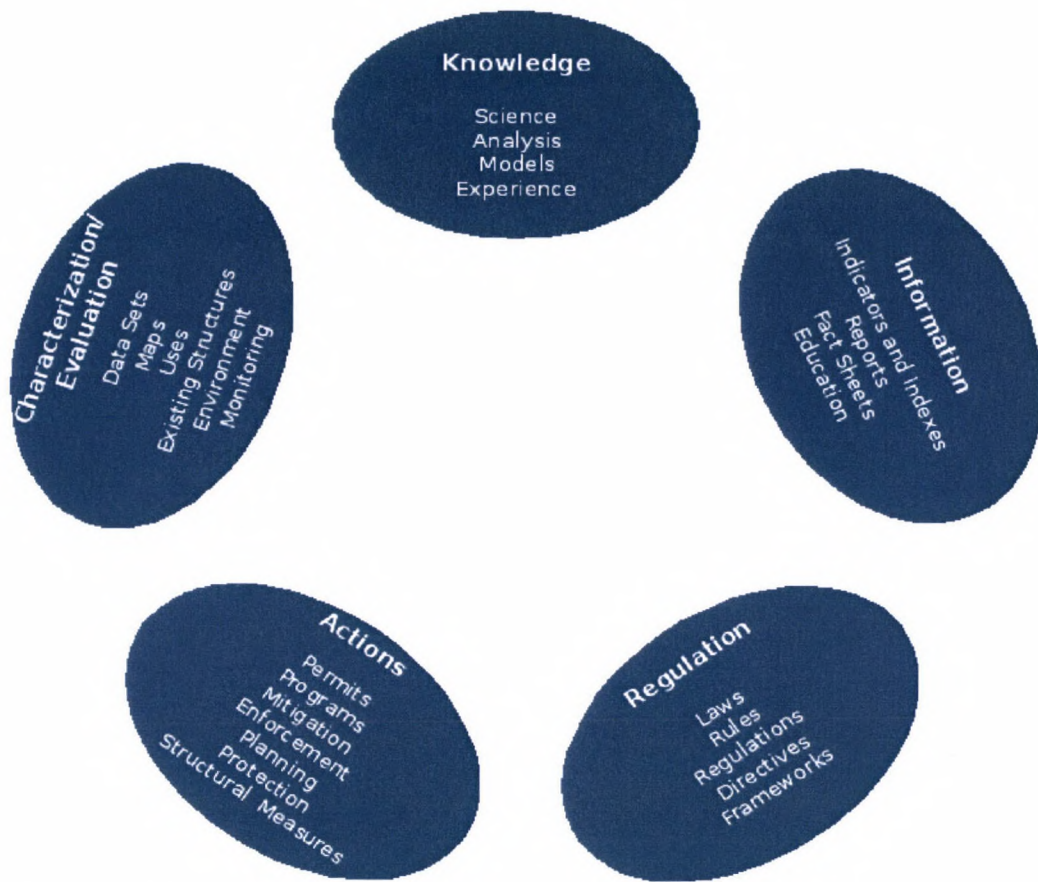 Knowledge
Science
Analysis
Models
Experience
Information
Indicators and Indexes
Reports
Fact Sheets
Education
Regulation
Laws
Rules
Regulations
Directives
Frameworks
Actions
Permits
Programs
Mitigation
Enforcement
Planning
Protection
Structural Measures
Characterization/
Evaluation
Data Sets
Maps
Uses
Existing Structures
Environment
Monitoring